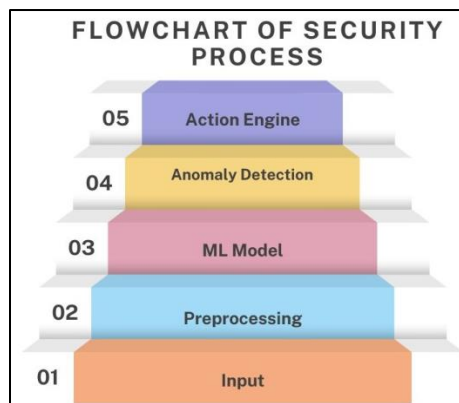 FLOWCHART OF SECURITY
PROCESS
05 Action Engine
04 Anomaly Detection
03 ML Model
02 Preprocessing
01 Input